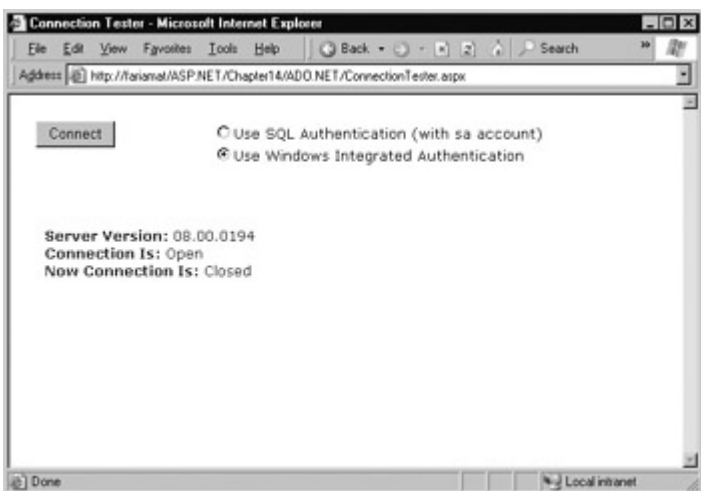 Connection Tester - Microsoft Internet Explorer
File Edit View Favorites Tools Help Back Search »
Address http://fariamat/ASP.NET/Chapter14/ADO.NET/ConnectionTester.aspx
Connect
Use SQL Authentication (with sa account)
Use Windows Integrated Authentication
Server Version: 08.00.0194
Connection Is: Open
Now Connection Is: Closed
Done Local intranet